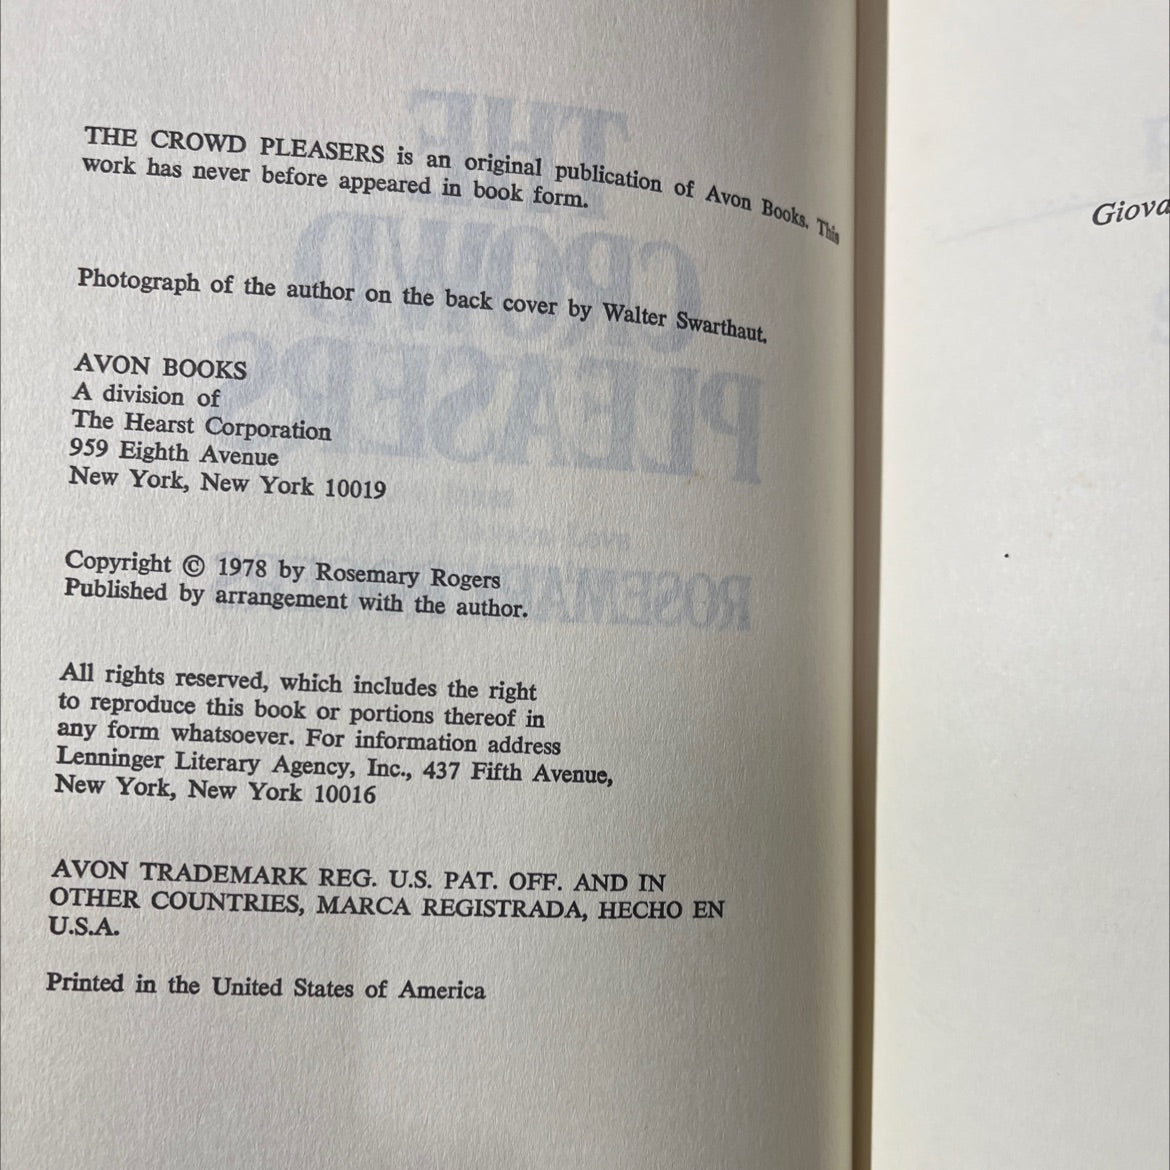 THE CROWD PLEASERS is an original publication of Avon Books. This
work has never before appeared in book form.
Photograph of the author on the back cover by Walter Swarthaut.
AVON BOOKS
A division of
The Hearst Corporation
959 Eighth Avenue
New York, New York 10019
Copyright © 1978 by Rosemary Rogers
Published by arrangement with the author.
All rights reserved, which includes the right
to reproduce this book or portions thereof in
any form whatsoever. For information address
Lenninger Literary Agency, Inc., 437 Fifth Avenue,
New York, New York 10016
AVON TRADEMARK REG. U.S. PAT. OFF. AND IN
OTHER COUNTRIES, MARCA REGISTRADA, HECHO EN
U.S.A.
Printed in the United States of America
Giova